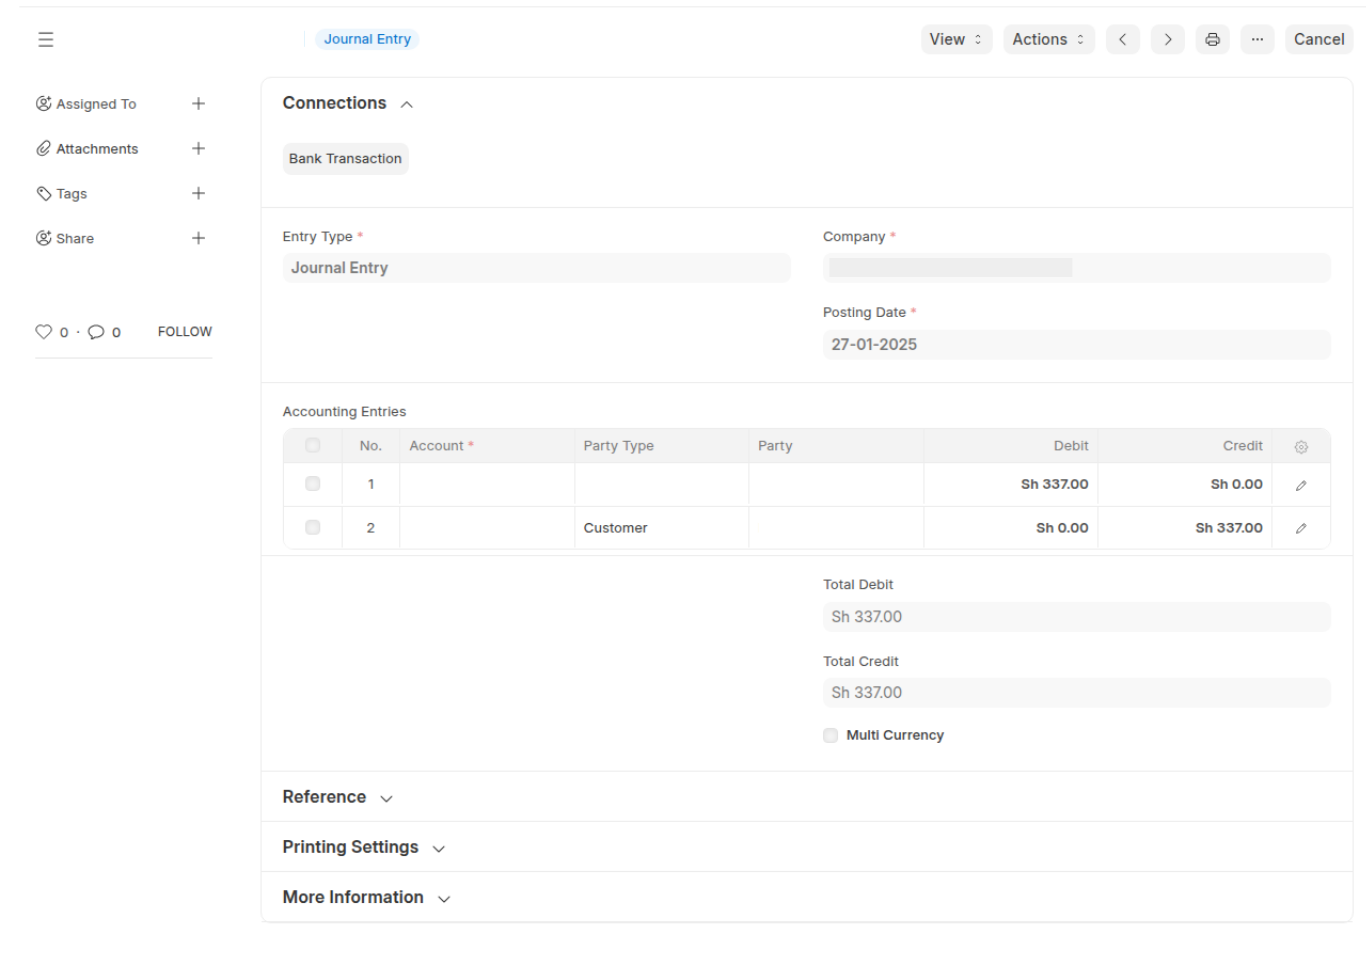 Journal Entry
View
Actions
...
Cancel
Assigned To
Attachments
Tags
Share
0 · 0 FOLLOW
Connections
Bank Transaction
Entry Type *
Journal Entry
Company *
Posting Date *
27-01-2025
Accounting Entries
No. Account * Party Type Party Debit Credit
1 Sh 337.00 Sh 0.00
2 Customer Sh 0.00 Sh 337.00
Total Debit
Sh 337.00
Total Credit
Sh 337.00
Multi Currency
Reference
Printing Settings
More Information